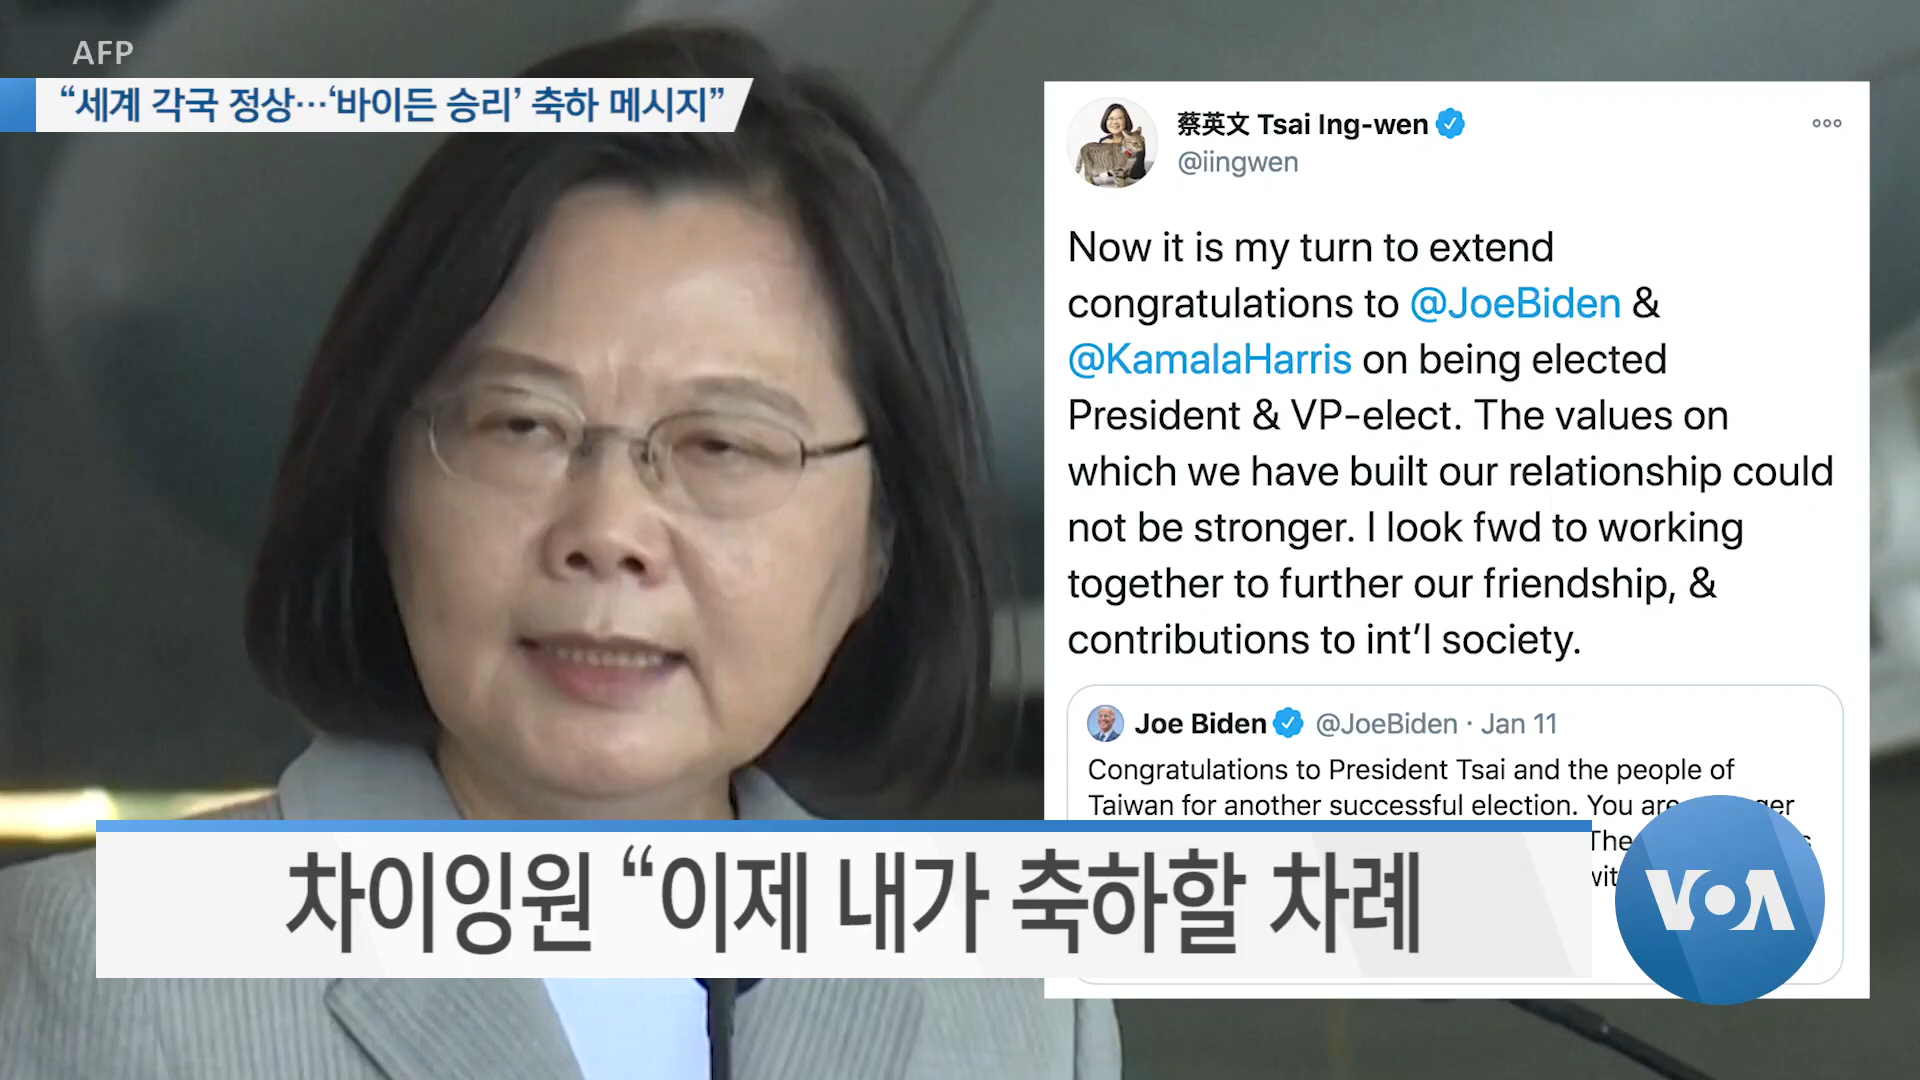 AFP
“세계 각국 정상…‘바이든 승리’ 축하 메시지”
蔡英文 Tsai Ing-wen
@iingwen
Now it is my turn to extend
congratulations to @JoeBiden &
@KamalaHarris on being elected
President & VP-elect. The values on
which we have built our relationship could
not be stronger. I look fwd to working
together to further our friendship, &
contributions to int’l society.
Joe Biden @JoeBiden · Jan 11
Congratulations to President Tsai and the people of
Taiwan for another successful election. You are
The
차이잉원 “이제 내가 축하할 차례
VOA